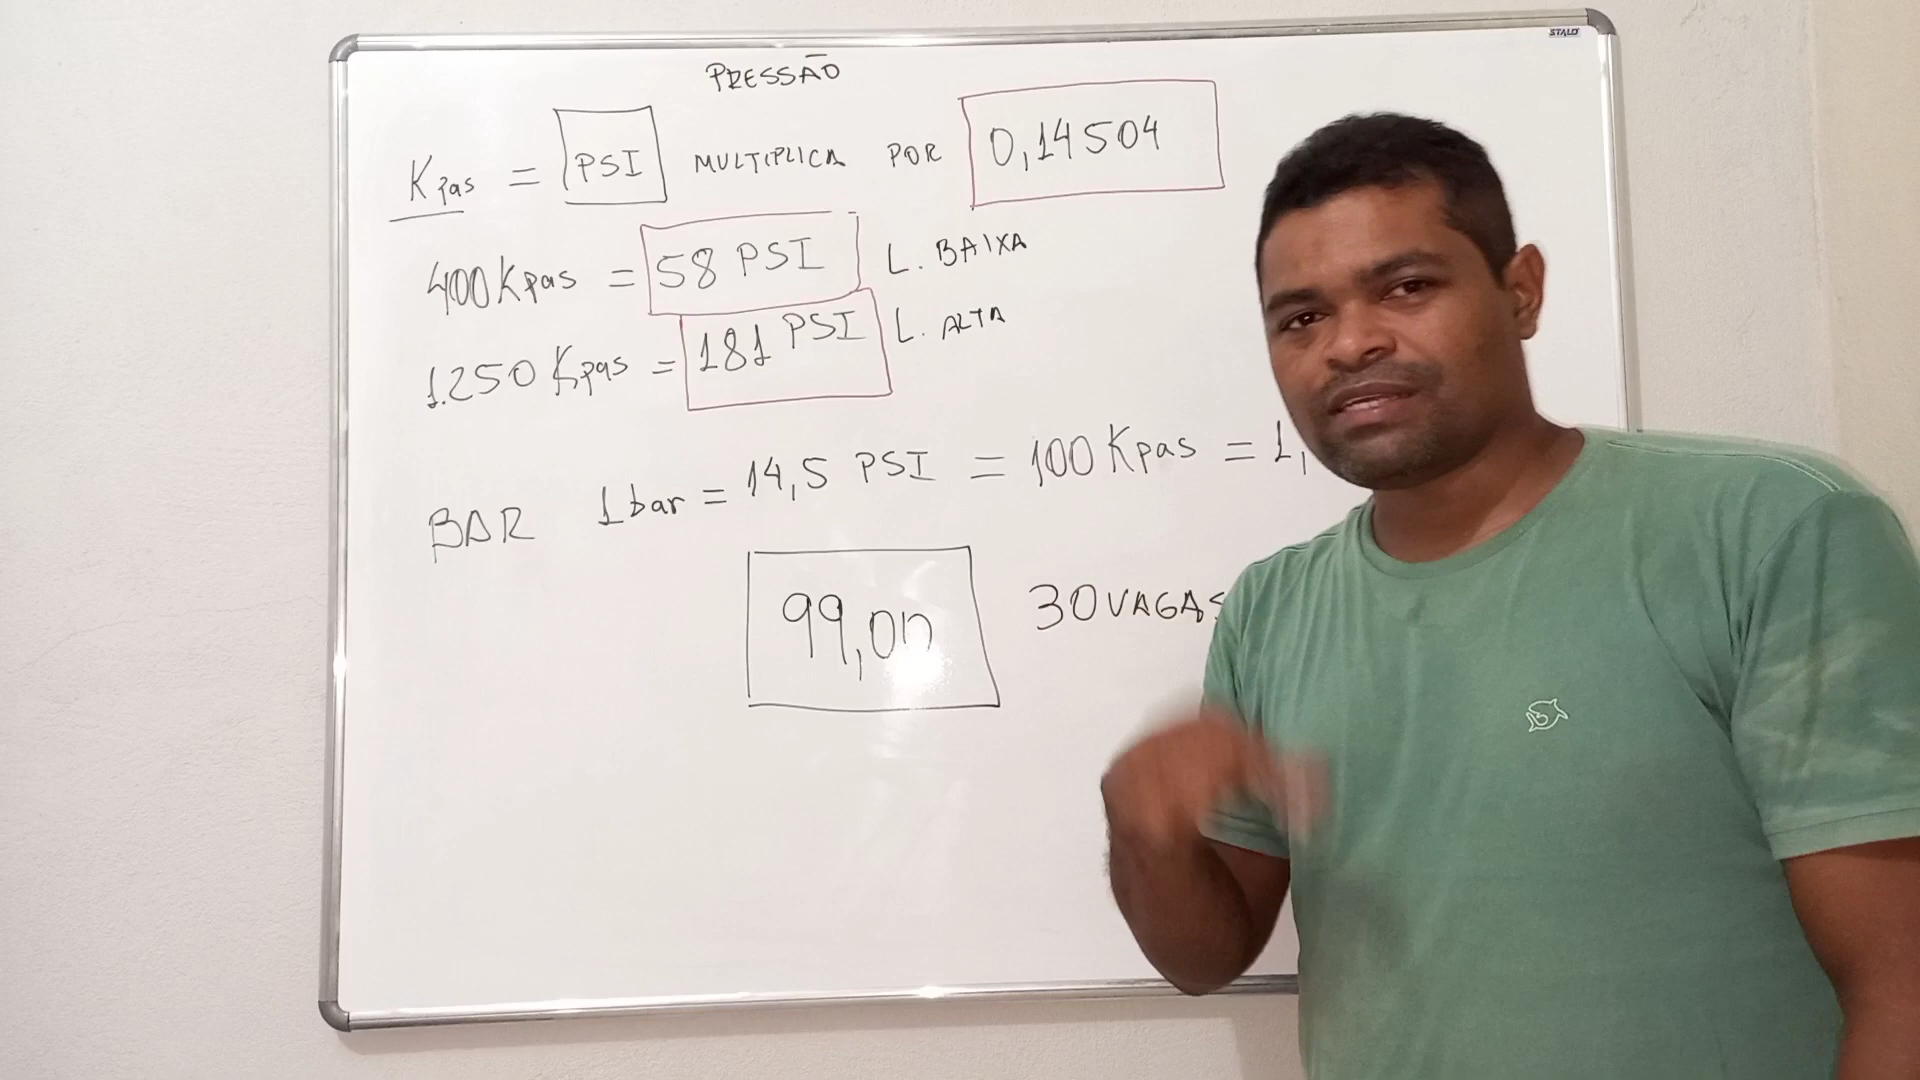 STALO
PRESSÃO
Kpas = PSI MULTIPLICA POR 0,14504
400 Kpas = 58 PSI L. BAIXA
1.250 Kpas = 181 PSI L. ALTA
BAR 1 bar = 14,5 PSI = 100 Kpas = 1,
99,00 30 VAGAS